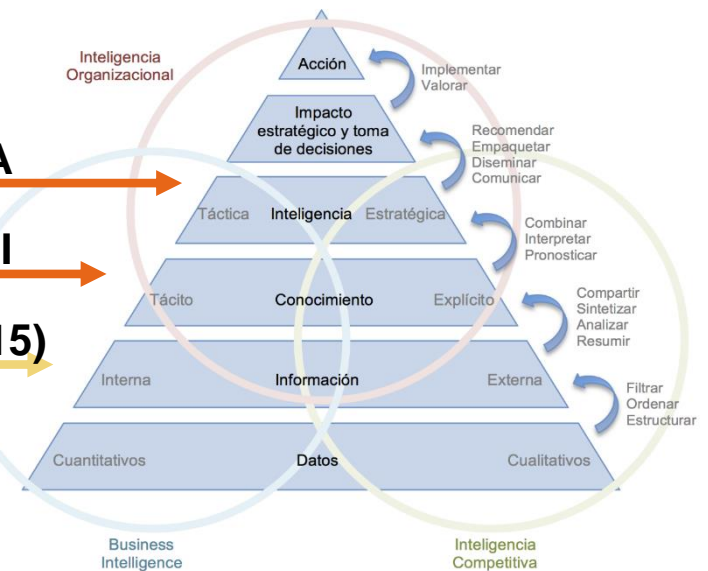 Inteligencia
Organizacional
Acción
Implementar
Valorar
Impacto
estratégico y toma
de decisiones
Recomendar
Empaquetar
Diseminar
Comunicar
A
Táctica Inteligencia Estratégica
Combinar
Interpretar
Pronosticar
I
Tácito Conocimiento Explícito
Compartir
Sintetizar
Analizar
Resumir
15)
Interna Información Externa
Filtrar
Ordenar
Estructurar
Cuantitativos Datos Cualitativos
Business
Intelligence
Inteligencia
Competitiva